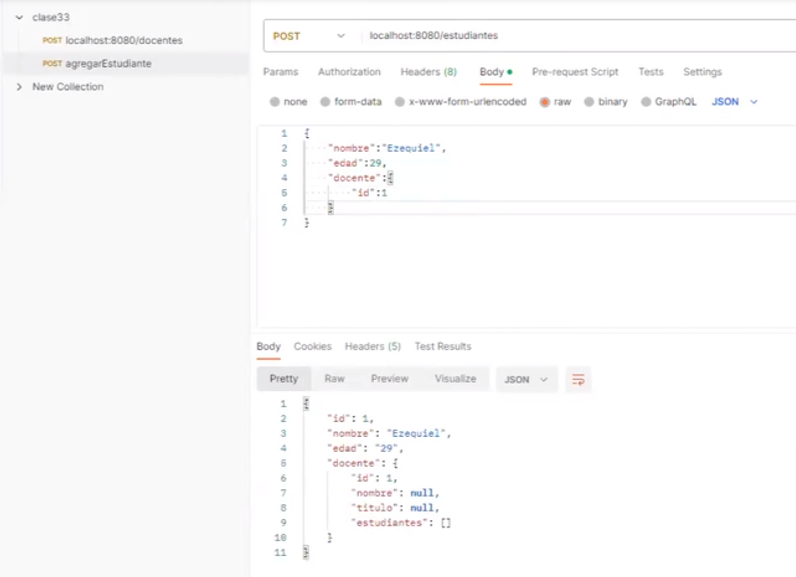 clase33
POST localhost:8080/docentes
POST agregarEstudiante
New Collection
POST localhost:8080/estudiantes
Params Authorization Headers (8) Body Pre-request Script Tests Settings
none form-data x-www-form-urlencoded raw binary GraphQL JSON
1 {
2 "nombre":"Ezequiel",
3 "edad":29,
4 "docente":{
5 "id":1
6 }
7 }
Body Cookies Headers (5) Test Results
Pretty Raw Preview Visualize JSON
1 {
2 "id": 1,
3 "nombre": "Ezequiel",
4 "edad": "29",
5 "docente": {
6 "id": 1,
7 "nombre": null,
8 "titulo": null,
9 "estudiantes": []
10 }
11 }